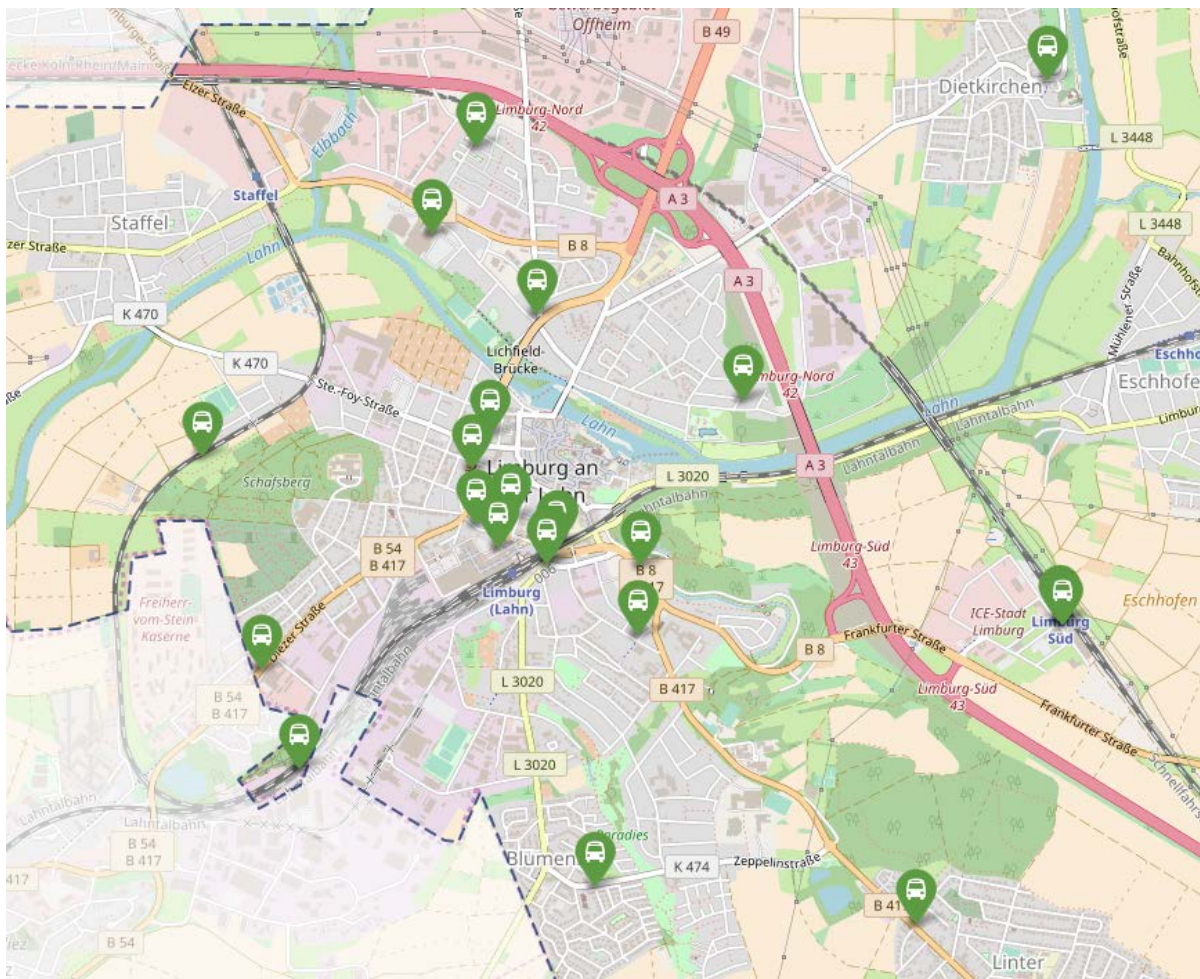 Offheim
B 49
Dietkirchen
Elzer Straße
Limburg-Nord
42
Elbbach
L 3448
Staffel
Staffel
A 3
L 3448
Lahn
B 8
A 3
K 470
Mühlener Straße
Lichfield-
Brücke
K 470
Ste.-Foy-Straße
42
Eschhofen
Lahn
Lahn
Lahntalbahn
Lahntalbahn
A 3
L 3020
Schafsberg
B 54
B 417
Limburg-Süd
43
B 8
Limburg
(Lahn)
Freiherr-
vom-Stein
Kaserne
ICE-Stadt
Limburg
Eschhofen
Limburg
Süd
Diezer Straße
Frankfurter Straße
B 8
L 3020
B 417
B 54
B 417
Limburg-Süd
43
Frankfurter Straße
L 3020
Lahntalbahn
Lahntalbahn
B 54
B 417
K 474
Zeppelinstraße
B 54
Linter